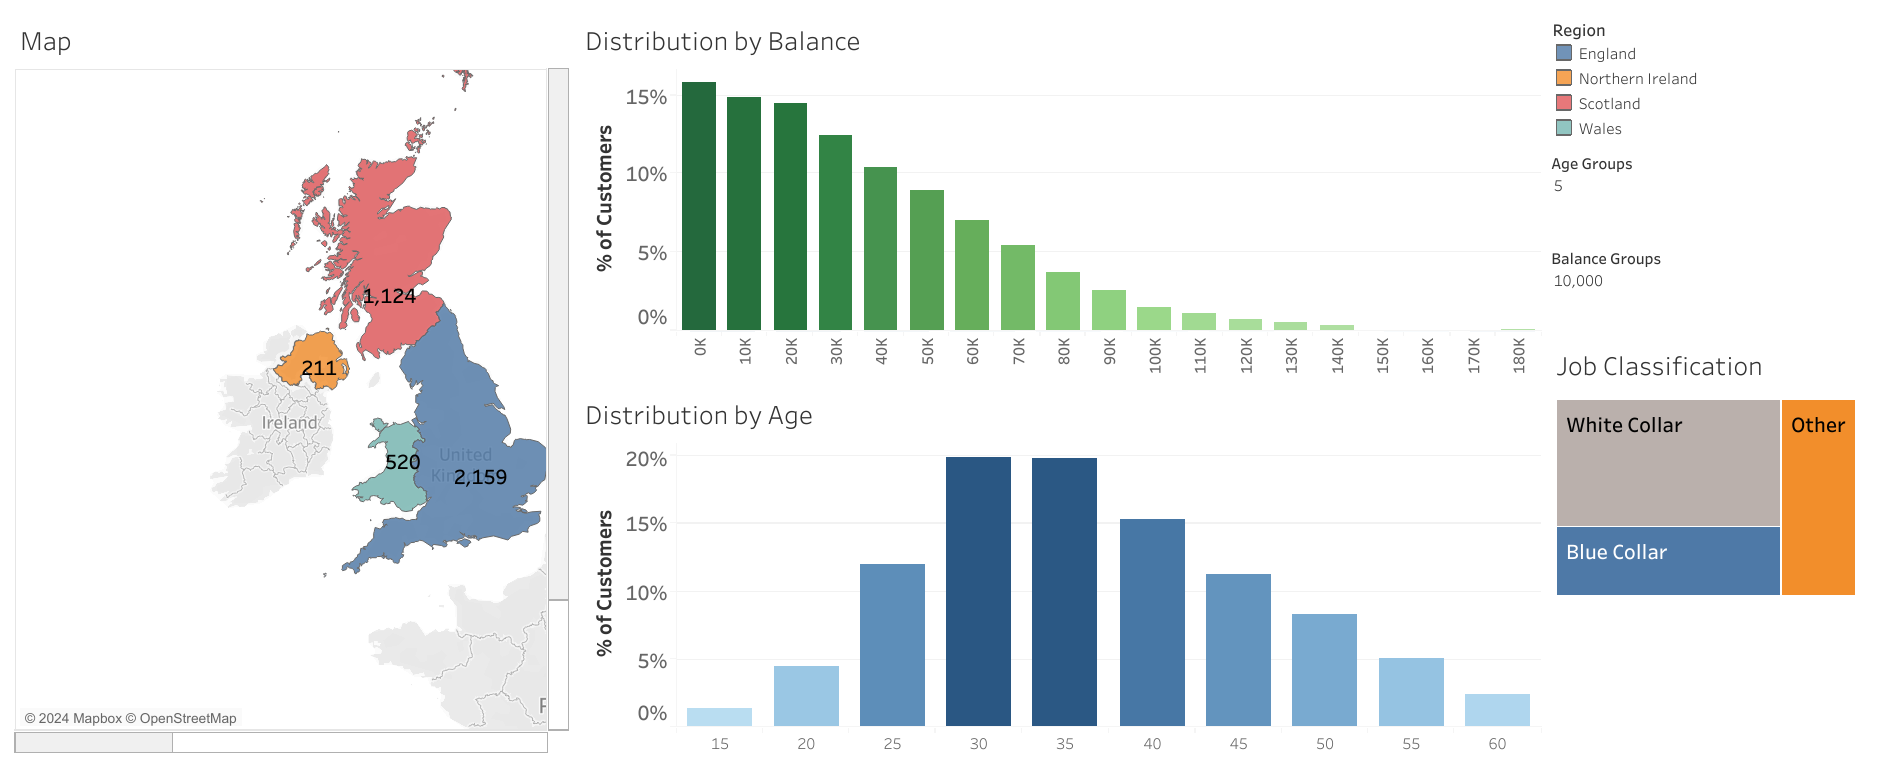 Map
1,124
211
Ireland
520
United
2,159
© 2024 Mapbox © OpenStreetMap
Distribution by Balance
% of Customers
15%
10%
5%
0%
0K 10K 20K 30K 40K 50K 60K 70K 80K 90K 100K 110K 120K 130K 140K 150K 160K 170K 180K
Distribution by Age
% of Customers
20%
15%
10%
5%
0%
15 20 25 30 35 40 45 50 55 60
Region
England
Northern Ireland
Scotland
Wales
Age Groups
5
Balance Groups
10,000
Job Classification
White Collar
Other
Blue Collar